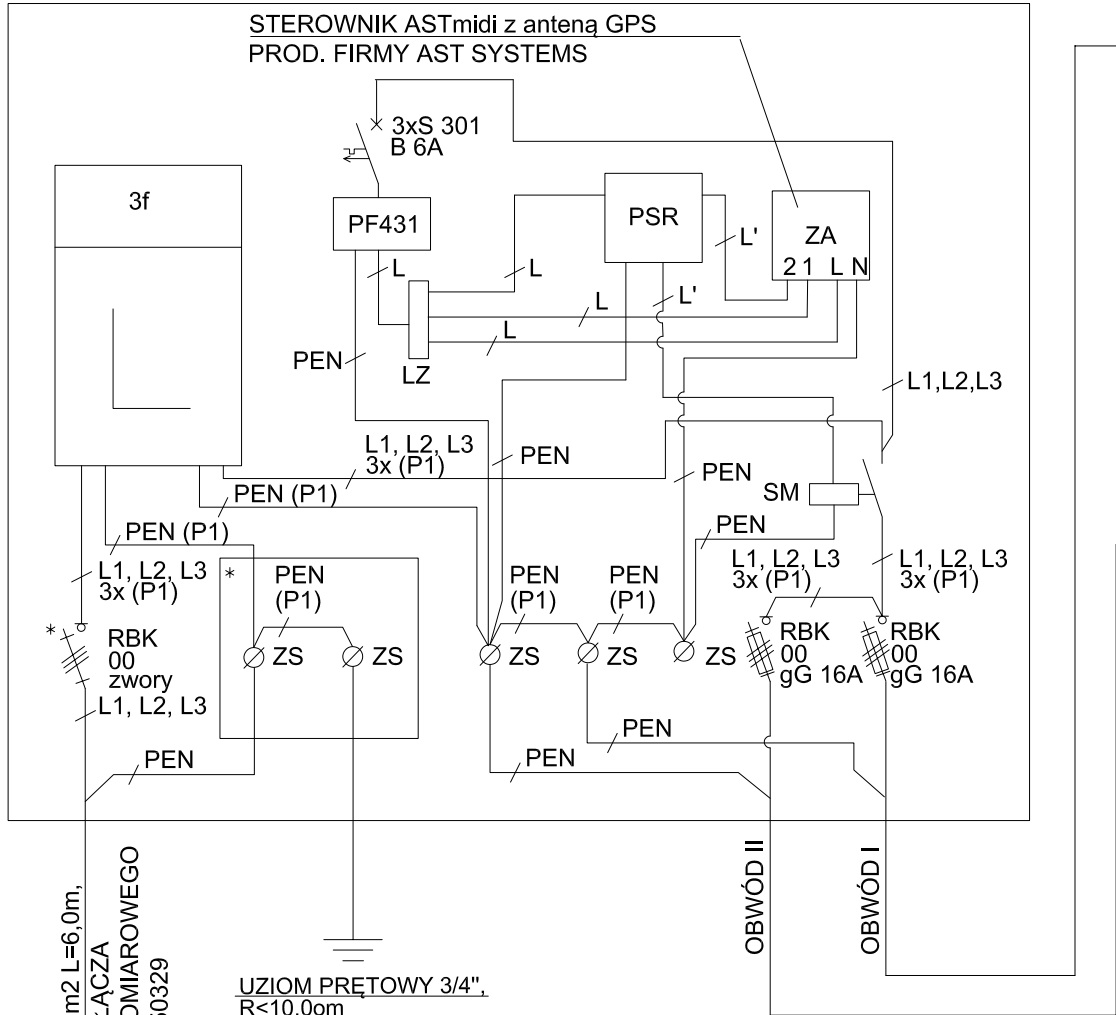 STEROWNIK ASTmidi z anteną GPS
PROD. FIRMY AST SYSTEMS
3xS 301
B 6A
3f
PF431
PSR
ZA
2 1 L N
L
L
L'
L'
L
L
LZ
PEN
L1,L2,L3
L1, L2, L3
3x (P1)
PEN
PEN
SM
PEN (P1)
PEN
PEN (P1)
L1, L2, L3
3x (P1)
*
PEN
(P1)
PEN
(P1)
PEN
(P1)
L1, L2, L3
3x (P1)
L1, L2, L3
3x (P1)
*
RBK
00
zwory
ZS
ZS
ZS
ZS
ZS
RBK
00
gG 16A
RBK
00
gG 16A
L1, L2, L3
PEN
PEN
PEN
OBWÓD II
OBWÓD I
m2 L=6,0m,
UZIOM PRĘTOWY 3/4",
R<10,0om